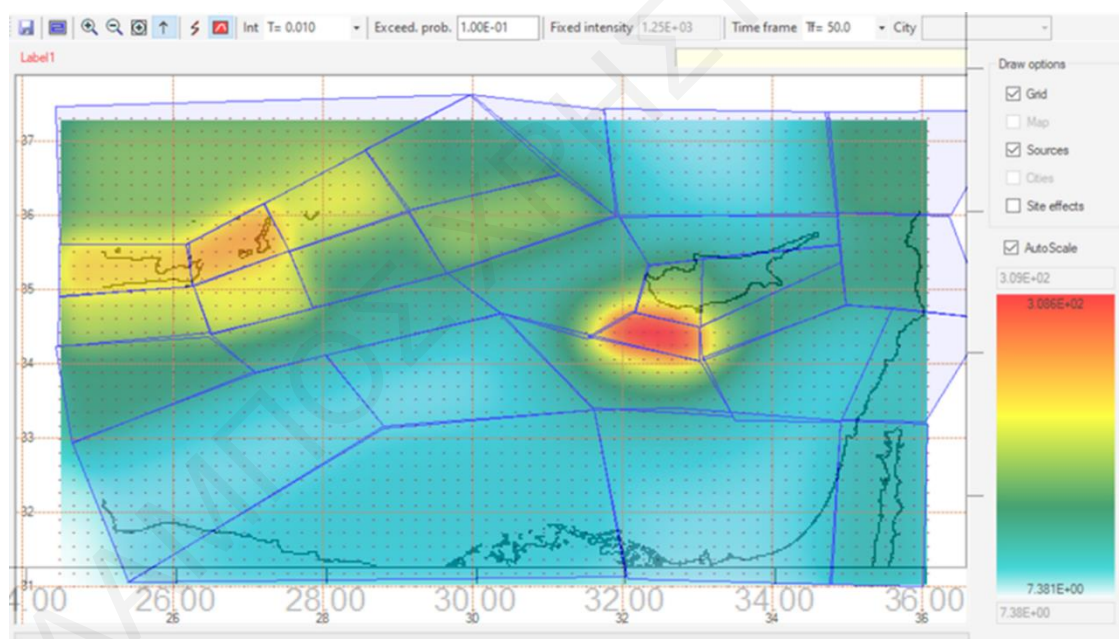 Int T= 0.010 Exceed. prob. 1.00E-01 Fixed intensity 1.25E+03 Time frame Tf= 50.0 City
Label1
Draw options
Grid
Map
Sources
Cities
Site effects
AutoScale
3.09E+02
3.086E+02
7.381E+00
7.38E+00
37
36
35
34
33
32
31
26:00 28:00 30:00 32:00 34:00 36:00
26 28 30 32 34 36